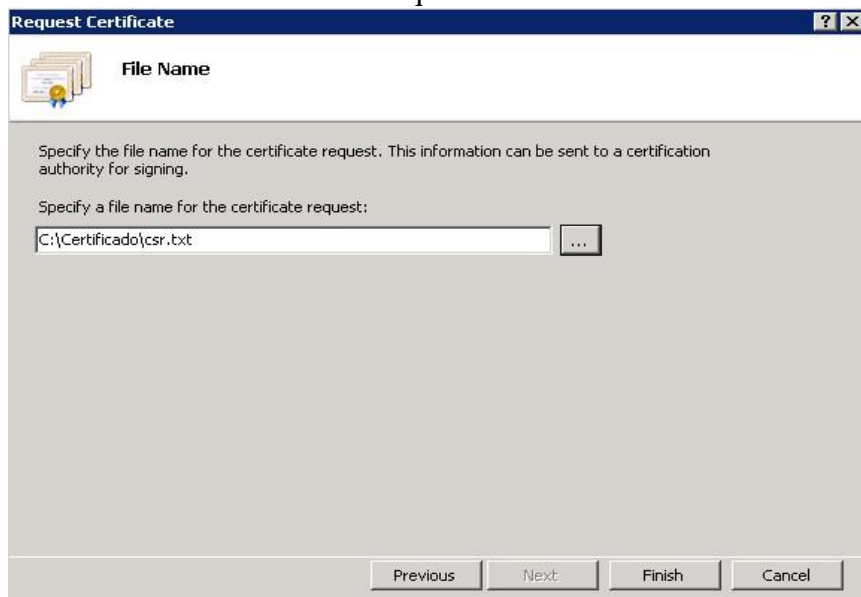 Request Certificate
File Name
Specify the file name for the certificate request. This information can be sent to a certification
authority for signing.
Specify a file name for the certificate request:
C:\Certificado\csr.txt
...
Previous
Next
Finish
Cancel